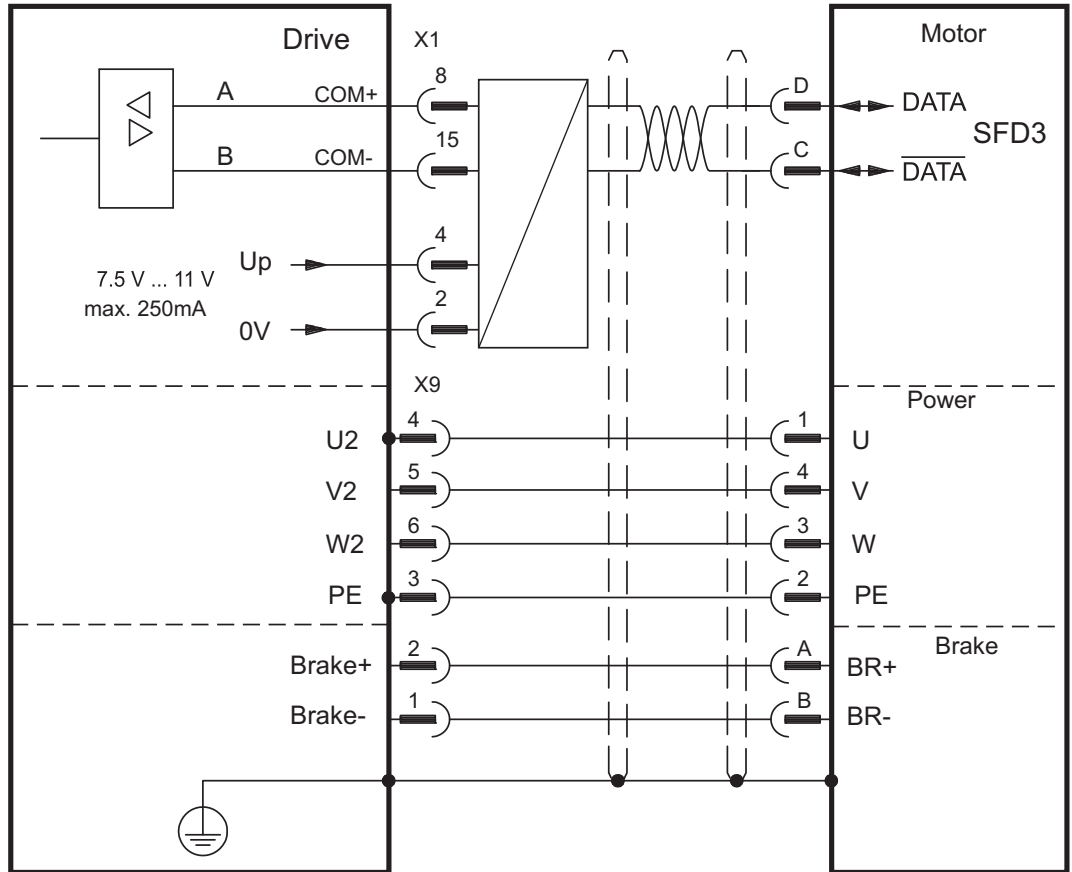 Drive X1 Motor
A COM+ 8 D DATA
SFD3
B COM- 15 C D̅A̅T̅A̅
Up 4
7.5 V ... 11 V
max. 250mA
0V 2
X9 Power
U2 4 1 U
V2 5 4 V
W2 6 3 W
PE 3 2 PE
Brake
Brake+ 2 A BR+
Brake- 1 B BR-